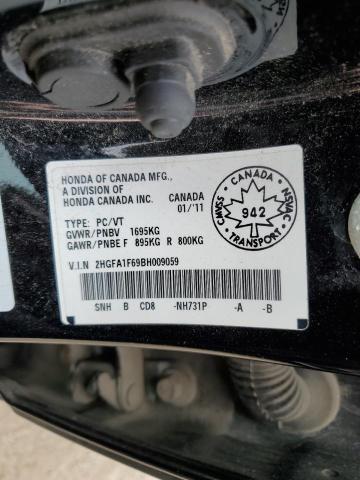 HONDA OF CANADA MFG.,
A DIVISION OF
HONDA CANADA INC.
CANADA
01/'11
TYPE: PC/VT
GVWR/PNBV 1695KG
GAWR/PNBE F 895KG R 800KG
V.I.N 2HGFA1F69BH009059
SNH B CD8 -NH731P -A -B
CANADA
CMVSS
942
NSVAC
TRANSPORT